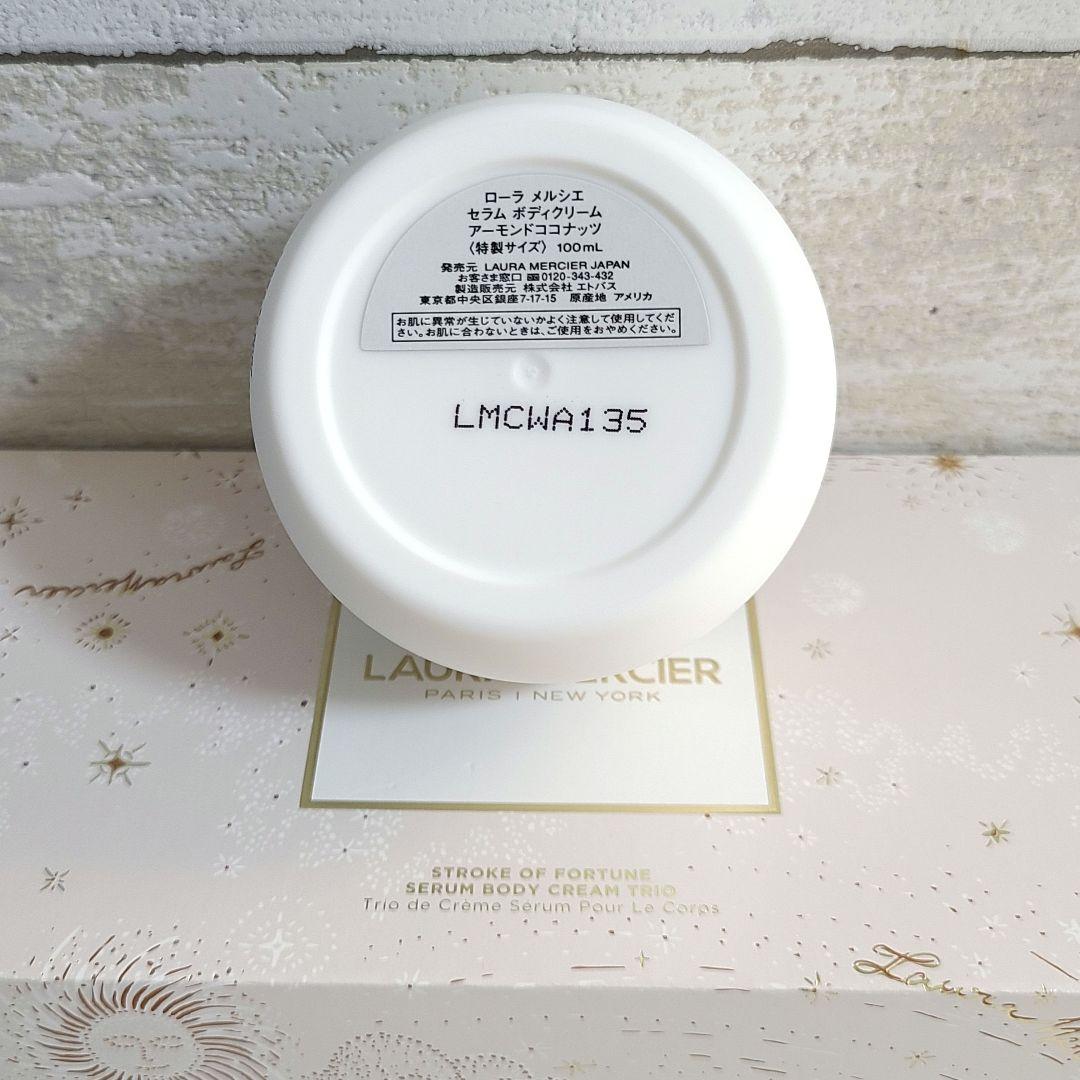 ローラ メルシエ
セラム ボディクリーム
アーモンドココナッツ
〈特製サイズ〉 100mL
発売元 LAURA MERCIER JAPAN
お客さま窓口 0120-343-432
製造販売元 株式会社 エトバス
東京都中央区銀座7-17-15 原産地 アメリカ
お肌に異常が生じていないかよく注意して使用してくだ
さい。お肌に合わないときは、ご使用をおやめください。
LMCWA135
Laura Mercier
LAURA MERCIER
PARIS | NEW YORK
STROKE OF FORTUNE
SERUM BODY CREAM TRIO
Trio de Crème Sérum Pour Le Corps
Laura